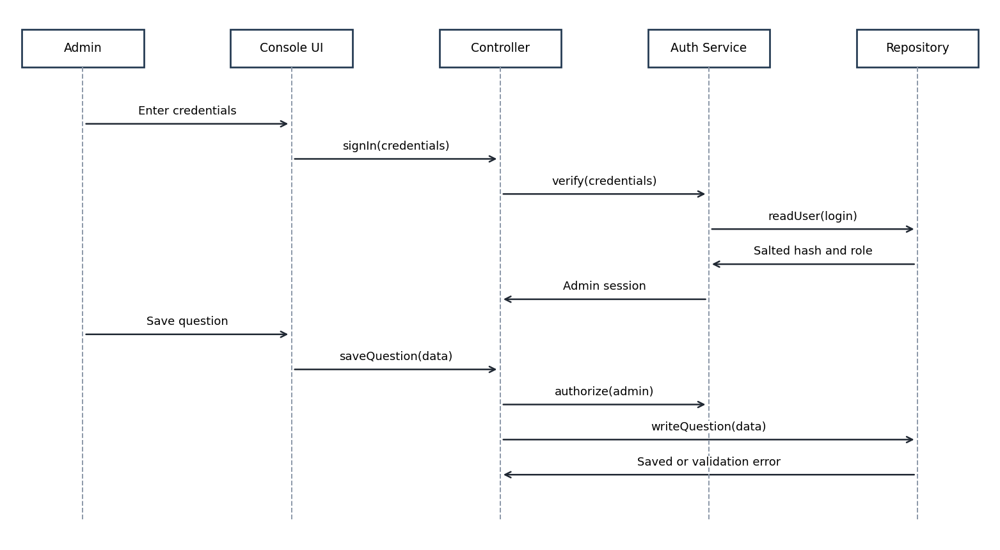 Admin
Console UI
Controller
Auth Service
Repository
Enter credentials
signIn(credentials)
verify(credentials)
readUser(login)
Salted hash and role
Admin session
Save question
saveQuestion(data)
authorize(admin)
writeQuestion(data)
Saved or validation error